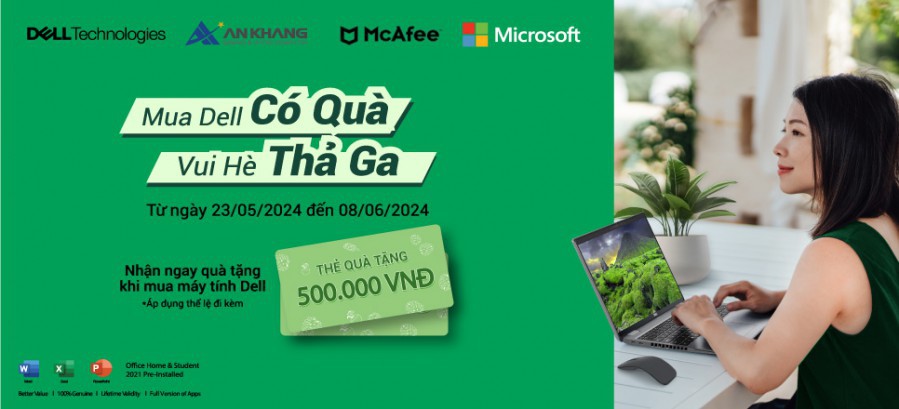 DELLTechnologies
AN KHANG
McAfee
Microsoft
Mua Dell Có Quà
Vui Hè Thả Ga
Từ ngày 23/05/2024 đến 08/06/2024
Nhận ngay quà tặng
khi mua máy tính Dell
*Áp dụng thể lệ đi kèm
THẺ QUÀ TẶNG
500.000 VNĐ
W
X
P
Word
Excel
PowerPoint
Office Home & Student
2021 Pre-Installed
Better Value I 100% Genuine I Lifetime Validity I Full Version of Apps